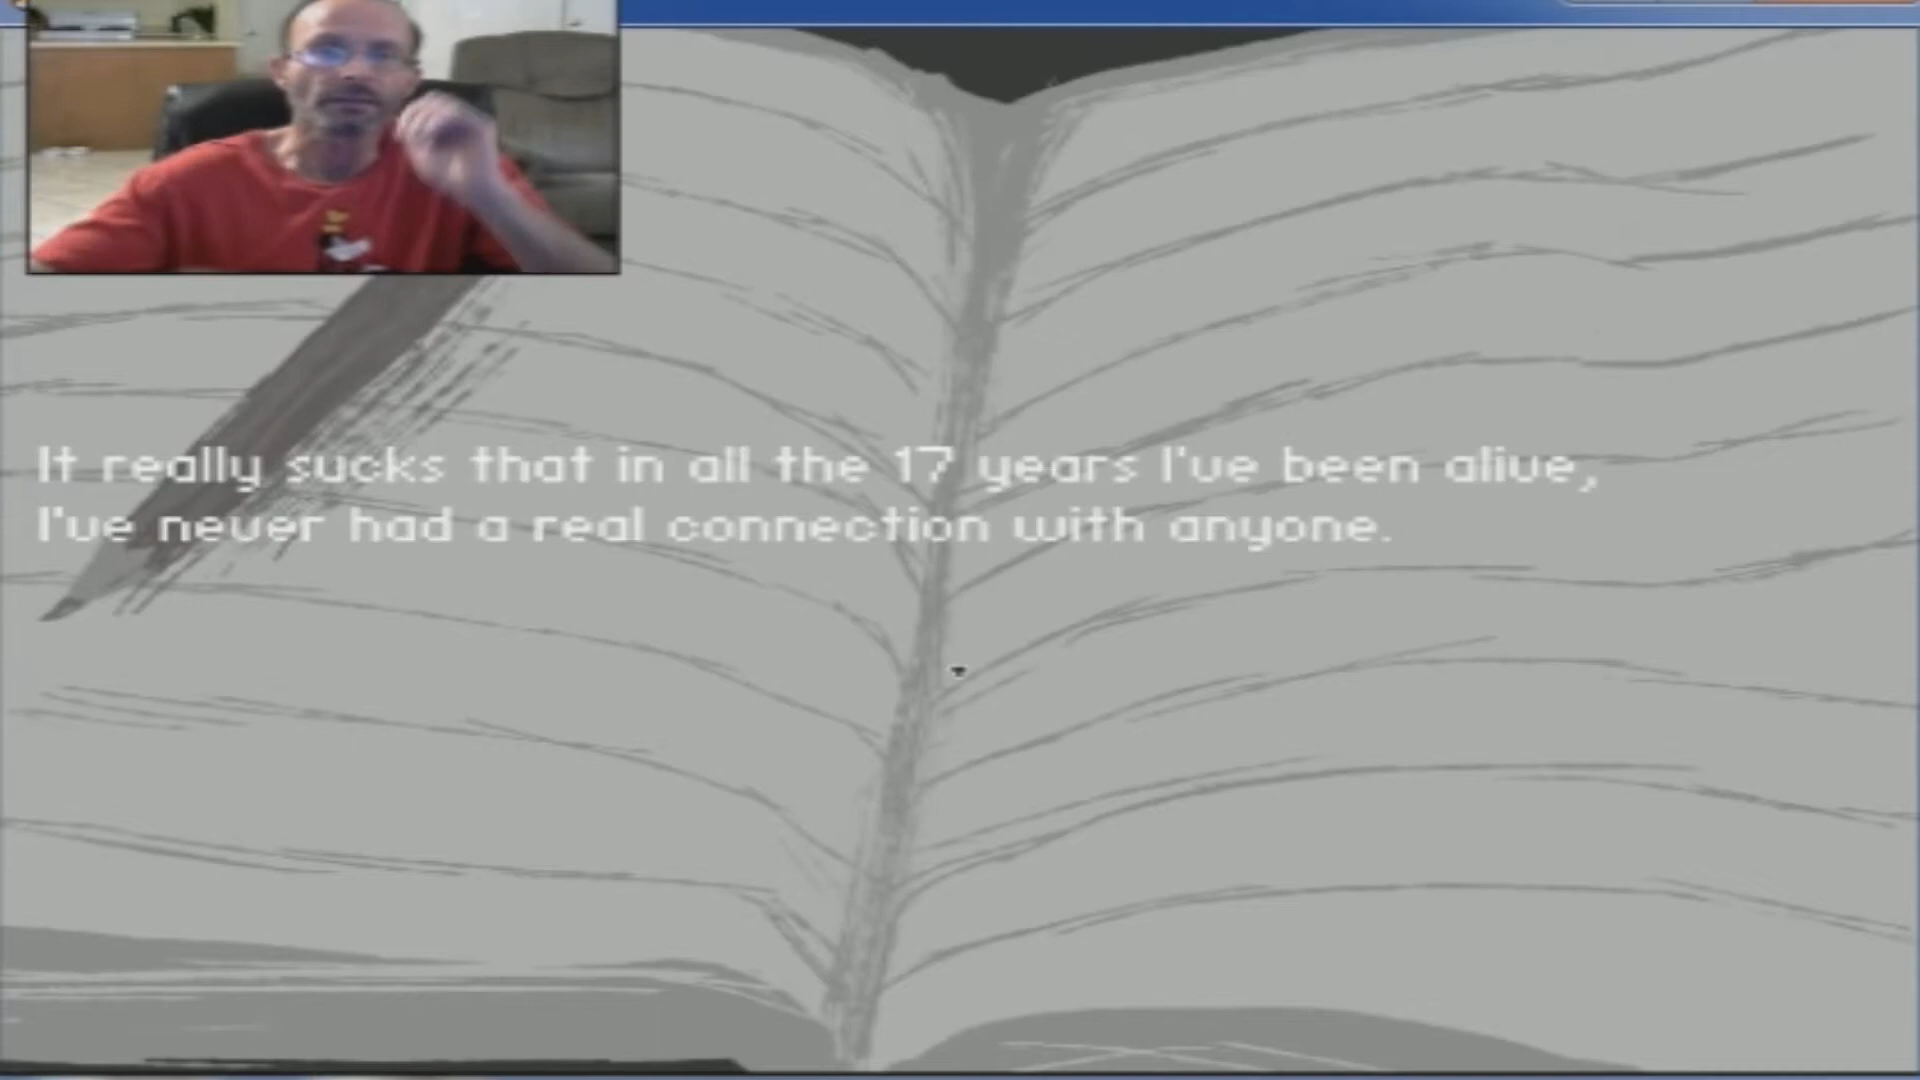 It really sucks that in all the 17 years I've been alive,
I've never had a real connection with anyone.